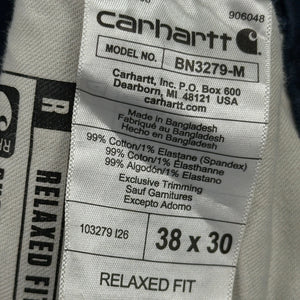 906048
carhartt
MODEL NO. BN3279-M
Carhartt, Inc. P.O. Box 600
Dearborn, MI 48121 USA
carhartt.com
Made in Bangladesh
Fabriqué au Bangladesh
Hecho en Bangladesh
99% Cotton/1% Elastane (Spandex)
99% Coton/1% Élasthanne
99% Algodón/1% Elastano
Exclusive Trimming
Sauf Garnitures
Excepto Adorno
103279 I26
38 x 30
RELAXED FIT
R
RELAXED FIT